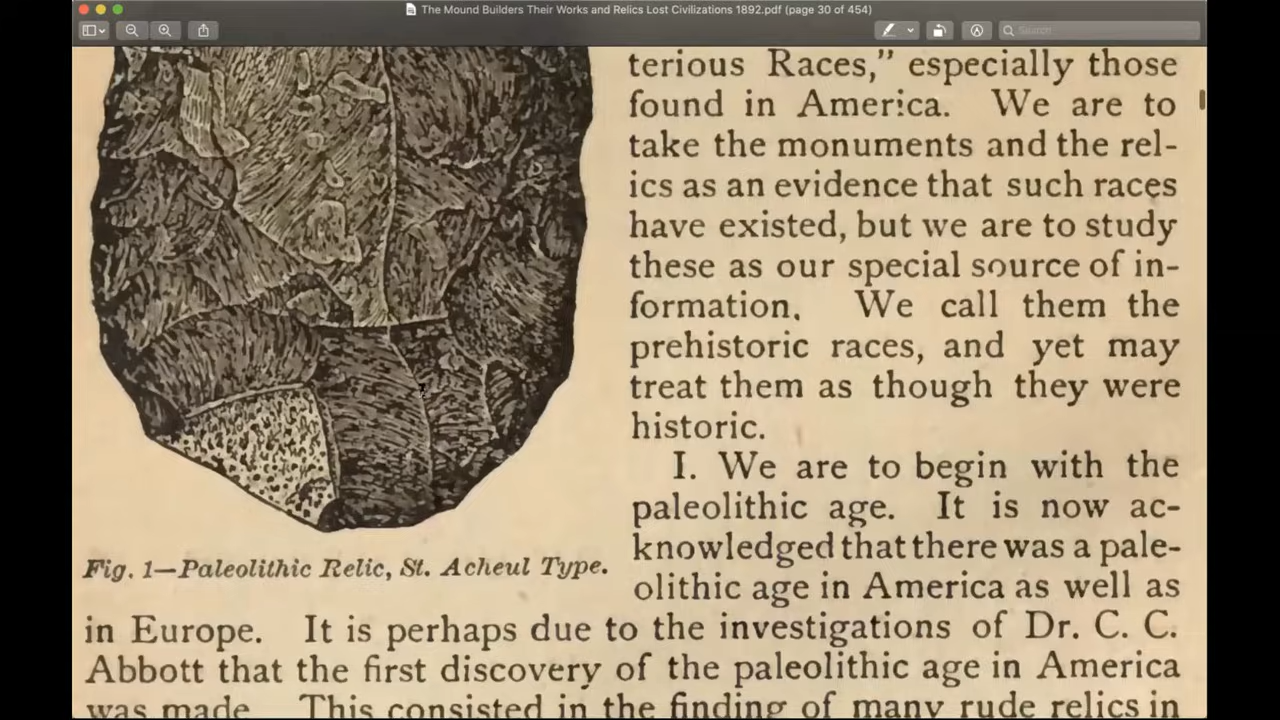 The Mound Builders Their Works and Relics Lost Civilizations 1892.pdf (page 30 of 454)
Search
terious Races,” especially those
found in America. We are to
take the monuments and the rel-
ics as an evidence that such races
have existed, but we are to study
these as our special source of in-
formation. We call them the
prehistoric races, and yet may
treat them as though they were
historic.
I. We are to begin with the
paleolithic age. It is now ac-
knowledged that there was a pale-
olithic age in America as well as
Fig. 1—Paleolithic Relic, St. Acheul Type.
in Europe. It is perhaps due to the investigations of Dr. C. C.
Abbott that the first discovery of the paleolithic age in America
was made. This consisted in the finding of many rude relics in